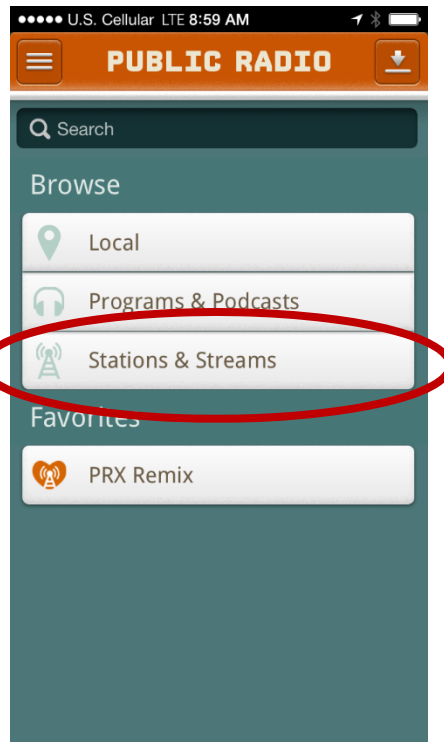 U.S. Cellular LTE 8:59 AM
PUBLIC RADIO
Search
Browse
Local
Programs & Podcasts
Stations & Streams
Favorites
PRX Remix